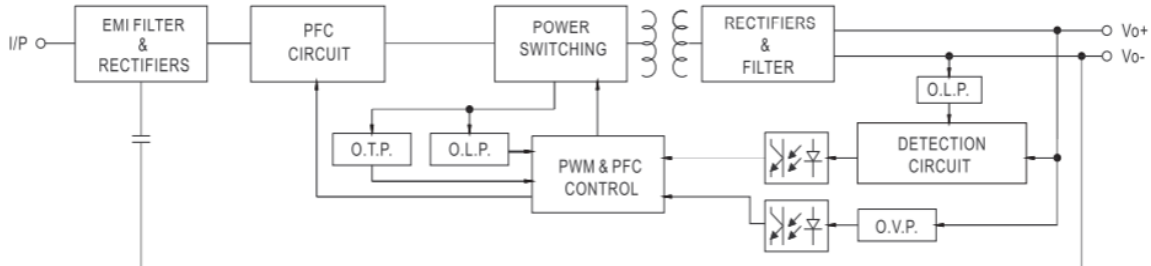 I/P
EMI FILTER
&
RECTIFIERS
PFC
CIRCUIT
POWER
SWITCHING
RECTIFIERS
&
FILTER
Vo+
Vo-
O.L.P.
O.T.P.
O.L.P.
PWM & PFC
CONTROL
DETECTION
CIRCUIT
O.V.P.